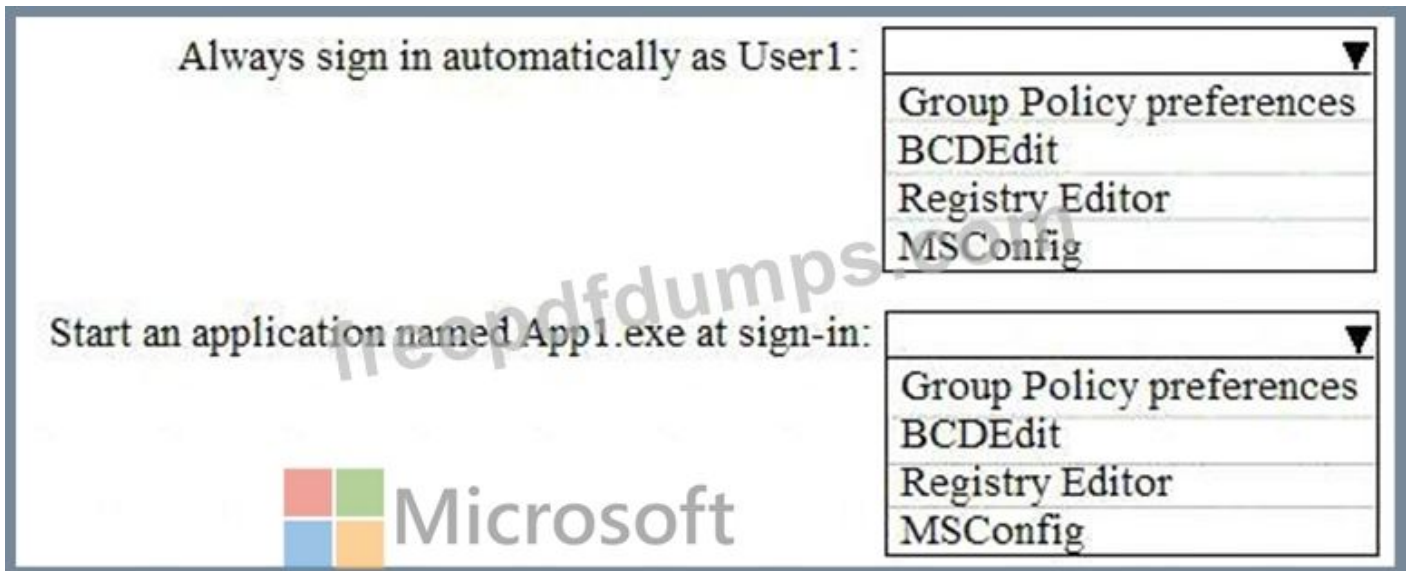 Always sign in automatically as User1:
Group Policy preferences
BCDEdit
Registry Editor
MSConfig
freepdfdumps.com
Start an application named App1.exe at sign-in:
Group Policy preferences
BCDEdit
Registry Editor
MSConfig
Microsoft